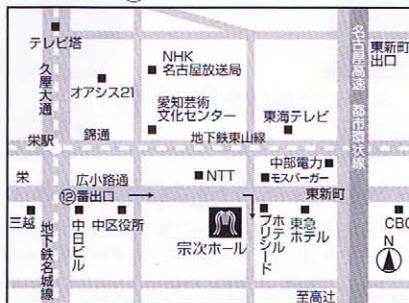 テレビ塔
久屋大通
オアシス21
NHK
名古屋放送局
名古屋高速 都市環状線
東新町
出口
愛知芸術
文化センター
東海テレビ
栄駅
錦通
地下鉄東山線
中部電力
モスバーガー
栄
広小路通
NTT
東新町
⑫番出口
三越
地下鉄名城線
中日ビル
中区役所
宗次ホール
ホテル
プリシード
東急
ホテル
CBC
N
至高辻